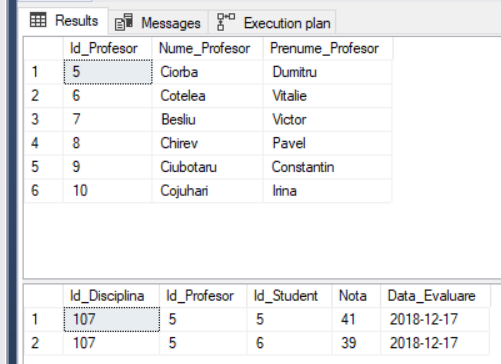 Results Messages Execution plan
Id_Profesor Nume_Profesor Prenume_Profesor
1 5 Ciorba Dumitru
2 6 Cotelea Vitalie
3 7 Besliu Victor
4 8 Chirev Pavel
5 9 Ciubotaru Constantin
6 10 Cojuhari Irina
Id_Disciplina Id_Profesor Id_Student Nota Data_Evaluare
1 107 5 5 41 2018-12-17
2 107 5 6 39 2018-12-17